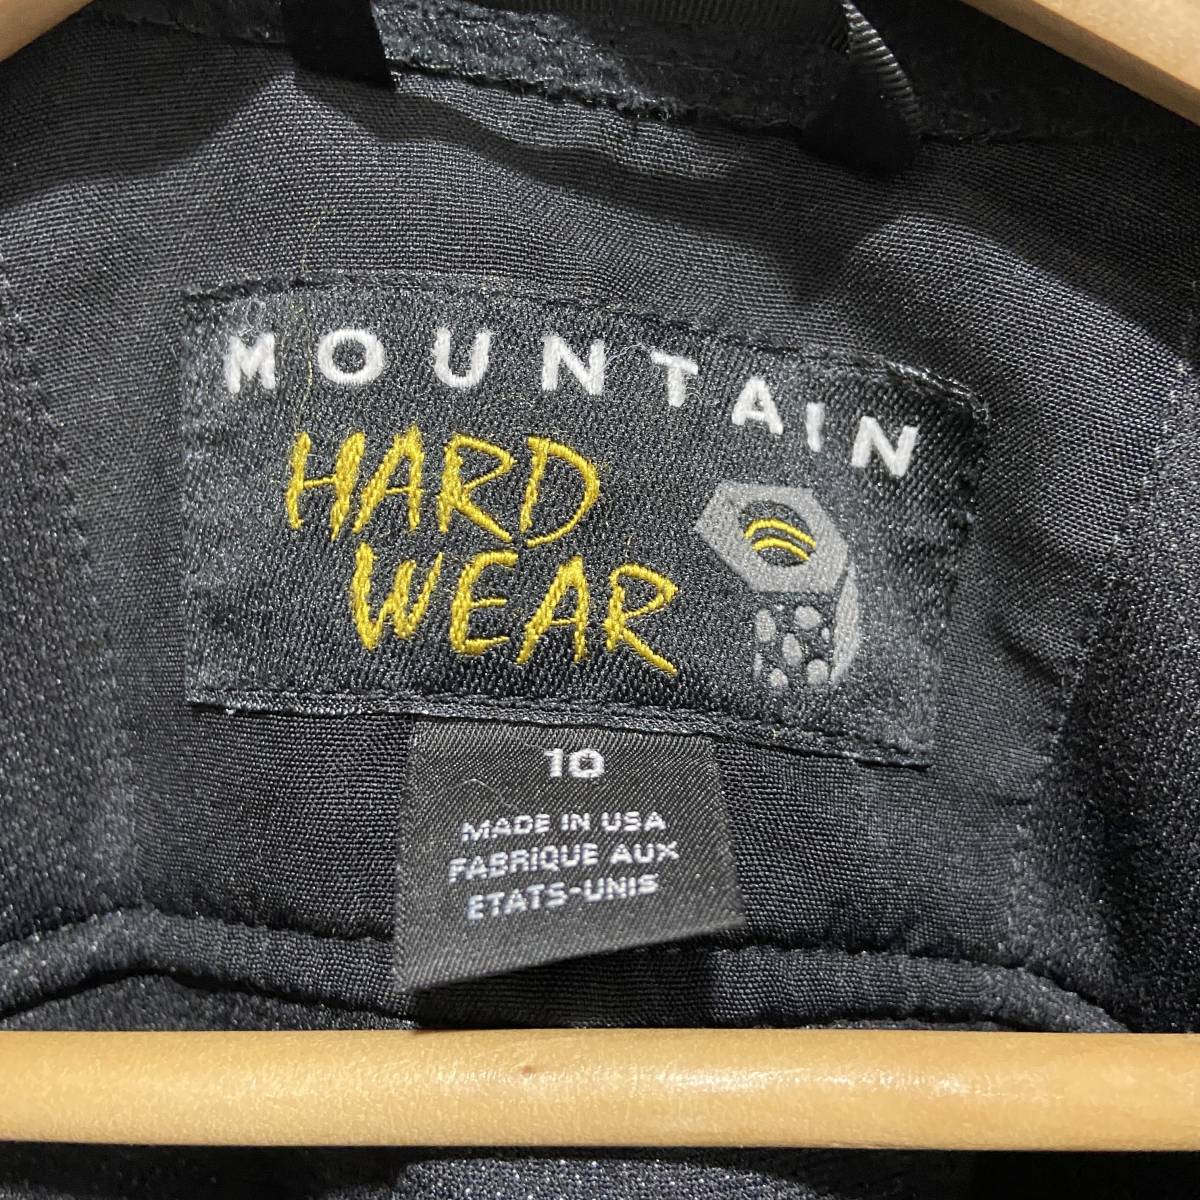 MOUNTAIN
HARD
WEAR
10
MADE IN USA
FABRIQUE AUX
ETATS-UNIS